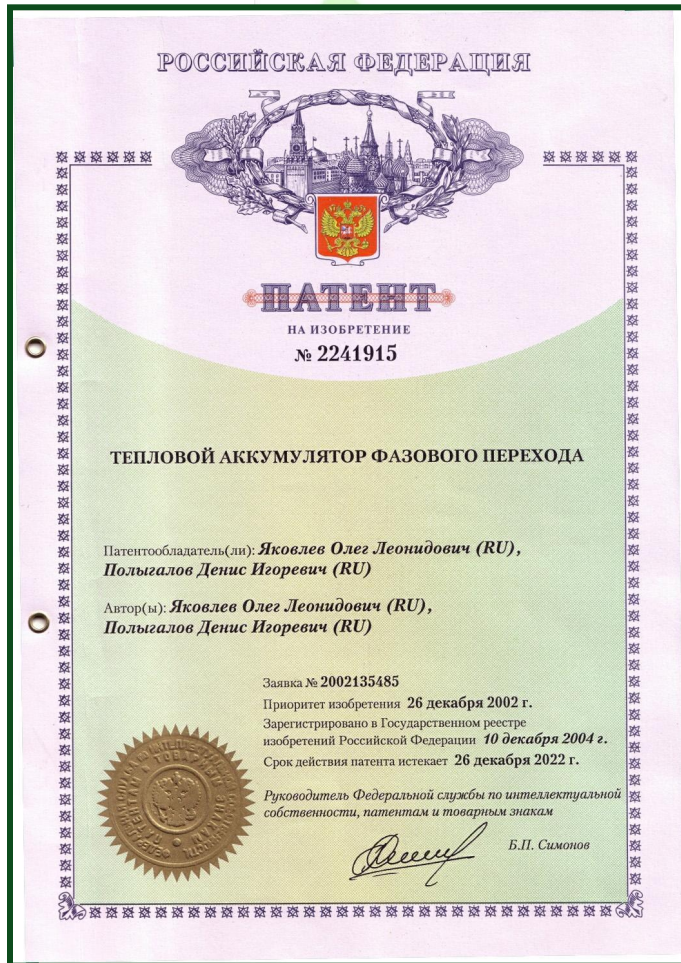 РОССИЙСКАЯ ФЕДЕРАЦИЯ
ПАТЕНТ
НА ИЗОБРЕТЕНИЕ
№ 2241915
ТЕПЛОВОЙ АККУМУЛЯТОР ФАЗОВОГО ПЕРЕХОДА
Патентообладатель(ли): Яковлев Олег Леонидович (RU),
Полыгалов Денис Игоревич (RU)
Автор(ы): Яковлев Олег Леонидович (RU),
Полыгалов Денис Игоревич (RU)
Заявка № 2002135485
Приоритет изобретения 26 декабря 2002 г.
Зарегистрировано в Государственном реестре
изобретений Российской Федерации 10 декабря 2004 г.
Срок действия патента истекает 26 декабря 2022 г.
Руководитель Федеральной службы по интеллектуальной
собственности, патентам и товарным знакам
Б.П. Симонов